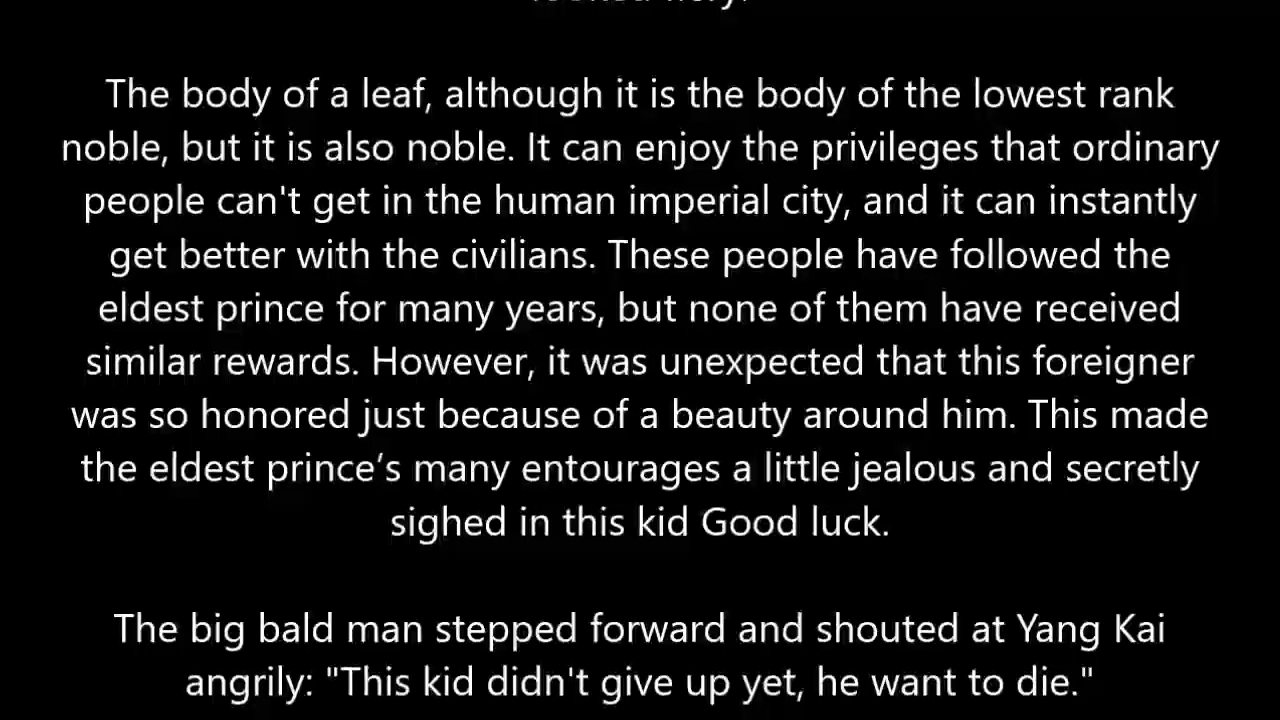 The body of a leaf, although it is the body of the lowest rank
noble, but it is also noble. It can enjoy the privileges that ordinary
people can't get in the human imperial city, and it can instantly
get better with the civilians. These people have followed the
eldest prince for many years, but none of them have received
similar rewards. However, it was unexpected that this foreigner
was so honored just because of a beauty around him. This made
the eldest prince’s many entourages a little jealous and secretly
sighed in this kid Good luck.
The big bald man stepped forward and shouted at Yang Kai
angrily: "This kid didn't give up yet, he want to die."